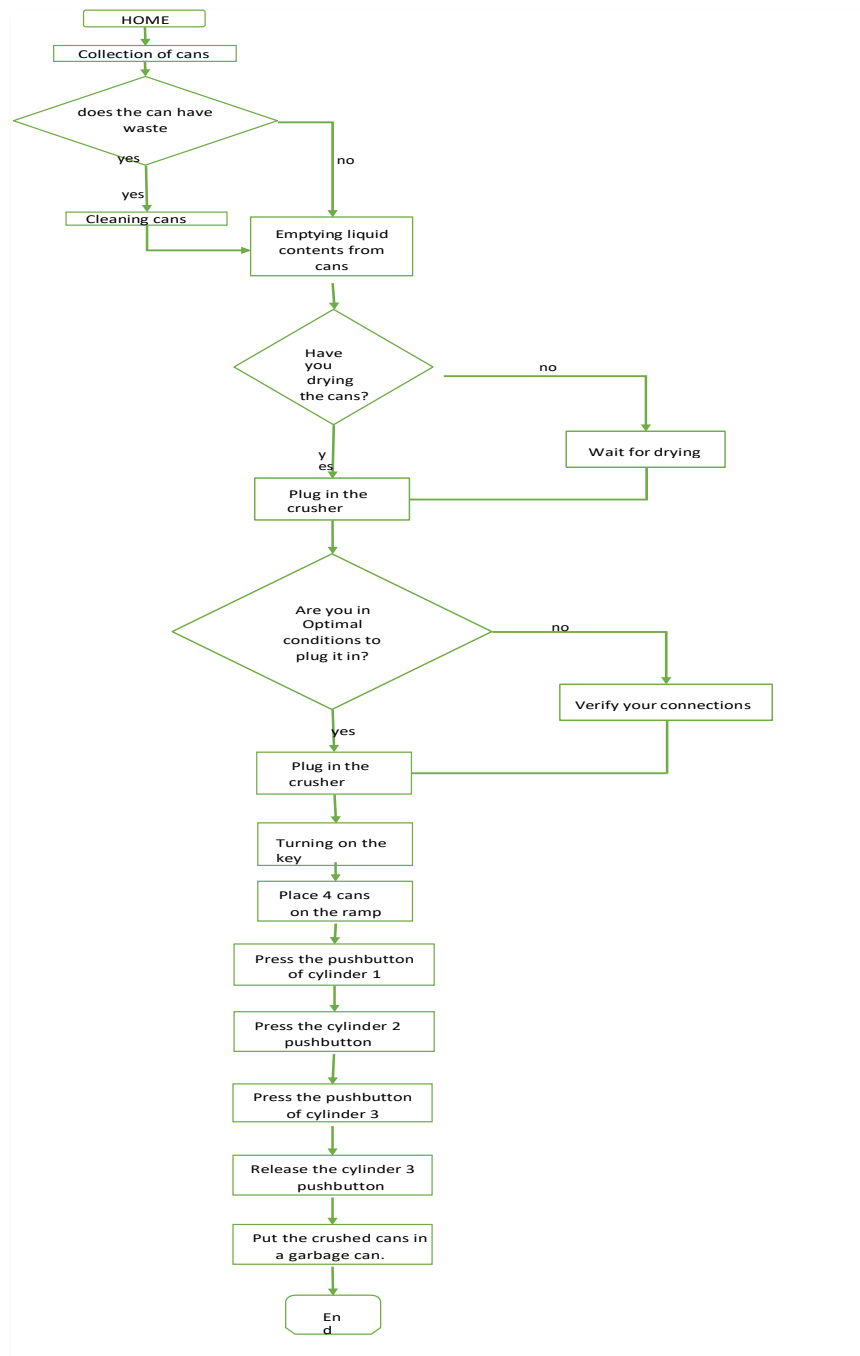 HOME
Collection of cans
does the can have
waste
yes
no
yes
Cleaning cans
Emptying liquid
contents from
cans
Have
you
drying
the cans?
no
Wait for drying
y
es
Plug in the
crusher
Are you in
Optimal
conditions to
plug it in?
no
Verify your connections
yes
Plug in the
crusher
Turning on the
key
Place 4 cans
on the ramp
Press the pushbutton
of cylinder 1
Press the cylinder 2
pushbutton
Press the pushbutton
of cylinder 3
Release the cylinder 3
pushbutton
Put the crushed cans in
a garbage can.
En
d